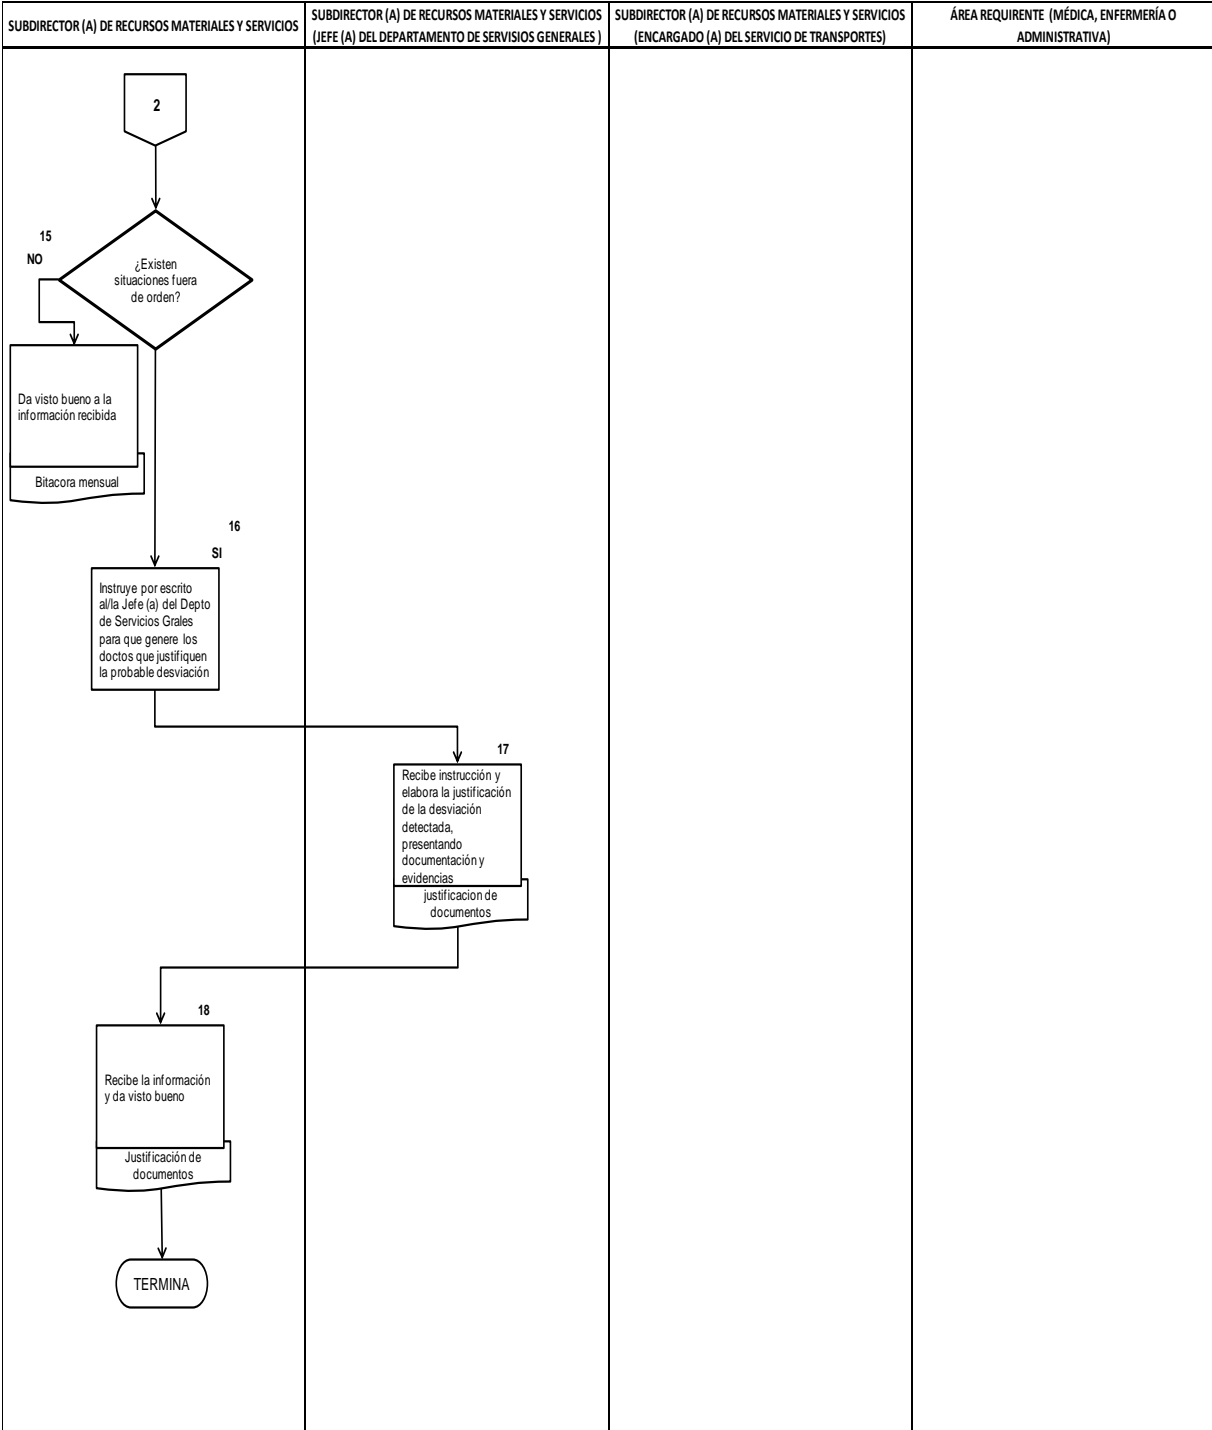 SUBDIRECTOR (A) DE RECURSOS MATERIALES Y SERVICIOS
SUBDIRECTOR (A) DE RECURSOS MATERIALES Y SERVICIOS
(JEFE (A) DEL DEPARTAMENTO DE SERVISIOS GENERALES )
SUBDIRECTOR (A) DE RECURSOS MATERIALES Y SERVICIOS
(ENCARGADO (A) DEL SERVICIO DE TRANSPORTES)
ÁREA REQUIRENTE (MÉDICA, ENFERMERÍA O
ADMINISTRATIVA)
2
15
NO
¿Existen
situaciones fuera
de orden?
Da visto bueno a la
información recibida
Bitacora mensual
16
SI
Instruye por escrito
al/la Jefe (a) del Depto
de Servicios Grales
para que genere los
doctos que justifiquen
la probable desviación
17
Recibe instrucción y
elabora la justificación
de la desviación
detectada,
presentando
documentación y
evidencias
justificacion de
documentos
18
Recibe la información
y da visto bueno
Justificación de
documentos
TERMINA